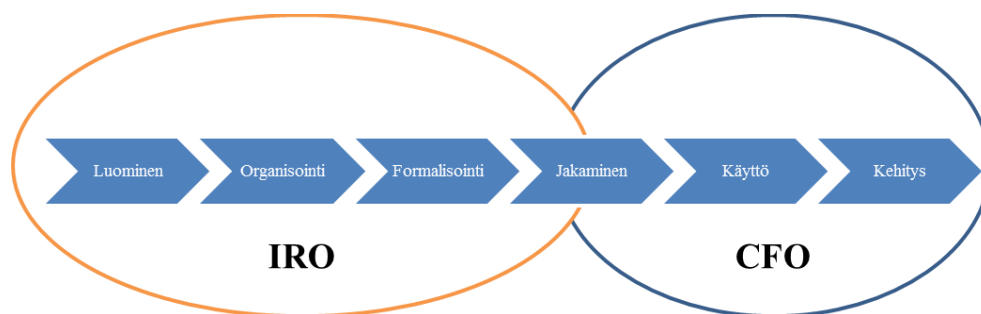 Luominen
Organisointi
Formalisointi
Jakaminen
Käyttö
Kehitys
IRO
CFO